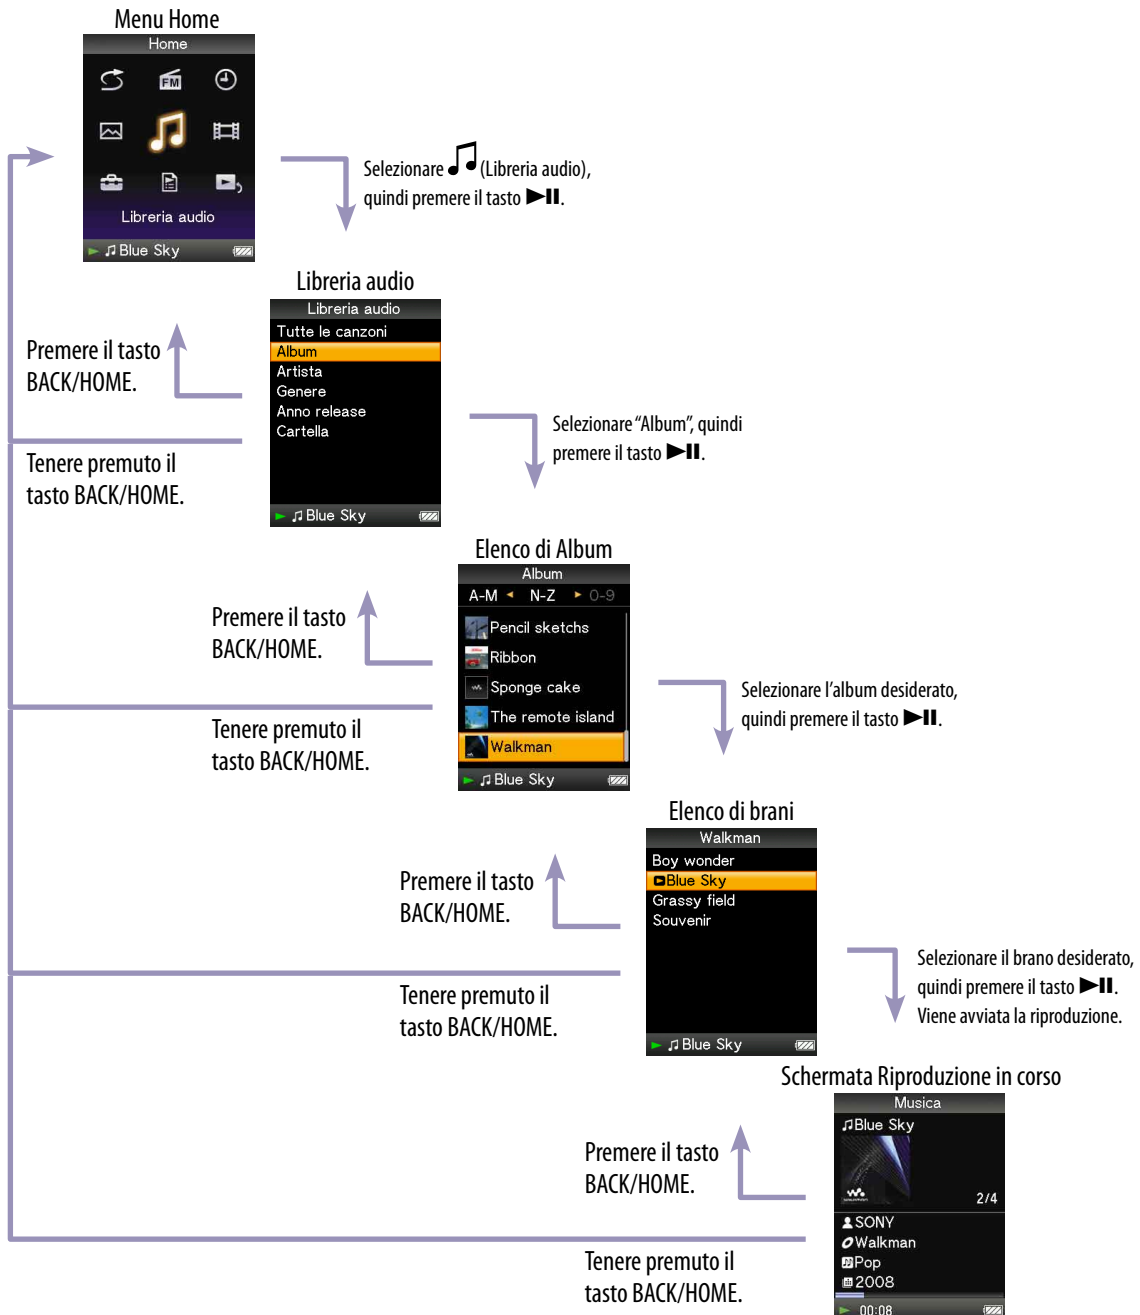 Menu Home
Home
FM
Libreria audio
Blue Sky
Selezionare (Libreria audio),
quindi premere il tasto.
Libreria audio
Libreria audio
Tutte le canzoni
Album
Artista
Genere
Anno release
Cartella
Blue Sky
Premere il tasto
BACK/HOME.
Tenere premuto il
tasto BACK/HOME.
Selezionare “Album”, quindi
premere il tasto.
Elenco di Album
Album
A-M N-Z 0-9
Pencil sketchs
Ribbon
Sponge cake
The remote island
Walkman
Blue Sky
Premere il tasto
BACK/HOME.
Tenere premuto il
tasto BACK/HOME.
Selezionare l’album desiderato,
quindi premere il tasto.
Elenco di brani
Walkman
Boy wonder
Blue Sky
Grassy field
Souvenir
Blue Sky
Premere il tasto
BACK/HOME.
Tenere premuto il
tasto BACK/HOME.
Selezionare il brano desiderato,
quindi premere il tasto.
Viene avviata la riproduzione.
Schermata Riproduzione in corso
Musica
Blue Sky
2/4
SONY
Walkman
Pop
2008
00:08
Premere il tasto
BACK/HOME.
Tenere premuto il
tasto BACK/HOME.